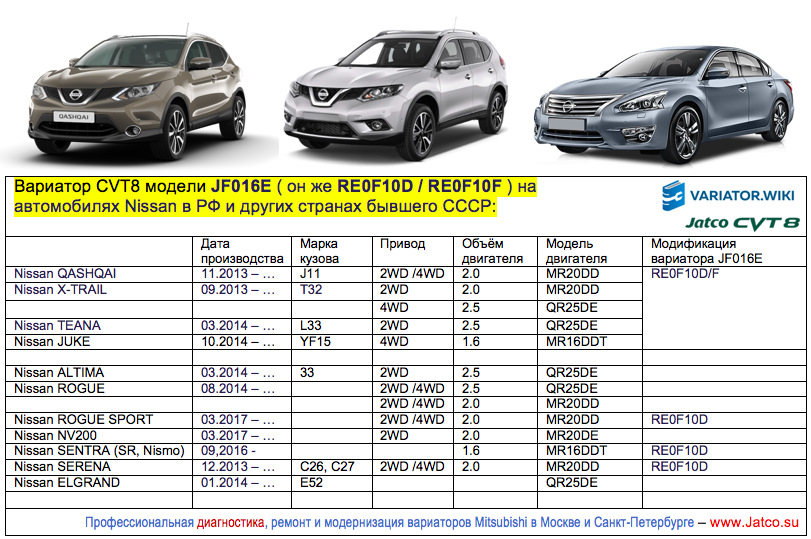 QASHQAI
Вариатор CVT8 модели JF016E ( он же RE0F10D / RE0F10F ) на
автомобилях Nissan в РФ и других странах бывшего СССР:
VARIATOR.WIKI
Jatco CVT8
Дата производства Марка кузова Привод Объём двигателя Модель двигателя Модификация вариатора JF016E
Nissan QASHQAI 11.2013 – … J11 2WD /4WD 2.0 MR20DD RE0F10D/F
Nissan X-TRAIL 09.2013 – … T32 2WD 2.0 MR20DD
4WD 2.5 QR25DE
Nissan TEANA 03.2014 – … L33 2WD 2.5 QR25DE
Nissan JUKE 10.2014 – … YF15 4WD 1.6 MR16DDT
Nissan ALTIMA 03.2014 – … 33 2WD 2.5 QR25DE
Nissan ROGUE 08.2014 – … 2WD /4WD 2.5 QR25DE
2WD /4WD 2.0 MR20DD
Nissan ROGUE SPORT 03.2017 – … 2WD /4WD 2.0 MR20DD RE0F10D
Nissan NV200 03.2017 – … 2WD 2.0 MR20DE
Nissan SENTRA (SR, Nismo) 09,2016 - 1.6 MR16DDT RE0F10D
Nissan SERENA 12.2013 – … C26, C27 2WD /4WD 2.0 MR20DD RE0F10D
Nissan ELGRAND 01.2014 – … E52 QR25DE
Профессиональная диагностика, ремонт и модернизация вариаторов Mitsubishi в Москве и Санкт-Петербурге – www.Jatco.su